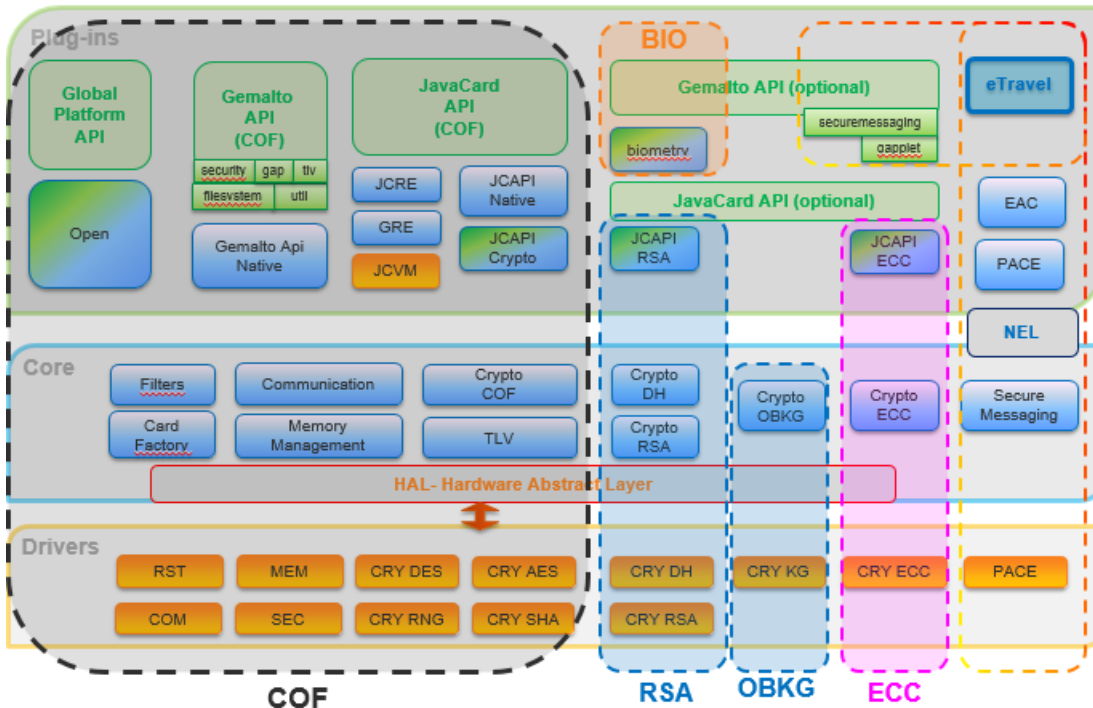 Plug-ins
BIO
Global
Platform
API
Gemalto
API
(COF)
JavaCard
API
(COF)
Gemalto API (optional)
eTravel
securemessaging
gapplet
biometry
security
gap
tlv
filesystem
util
JCRE
JCAPI
Native
JavaCard API (optional)
EAC
Open
Gemalto Api
Native
GRE
JCAPI
Crypto
JCAPI
RSA
JCAPI
ECC
JCVM
PACE
NEL
Core
Filters
Communication
Crypto
COF
Crypto
DH
Crypto
OBKG
Crypto
ECC
Secure
Messaging
Card
Factory
Memory
Management
TLV
Crypto
RSA
HAL- Hardware Abstract Layer
Drivers
RST
MEM
CRY DES
CRY AES
CRY DH
CRY KG
CRY ECC
PACE
COM
SEC
CRY RNG
CRY SHA
CRY RSA
COF
RSA
OBKG
ECC